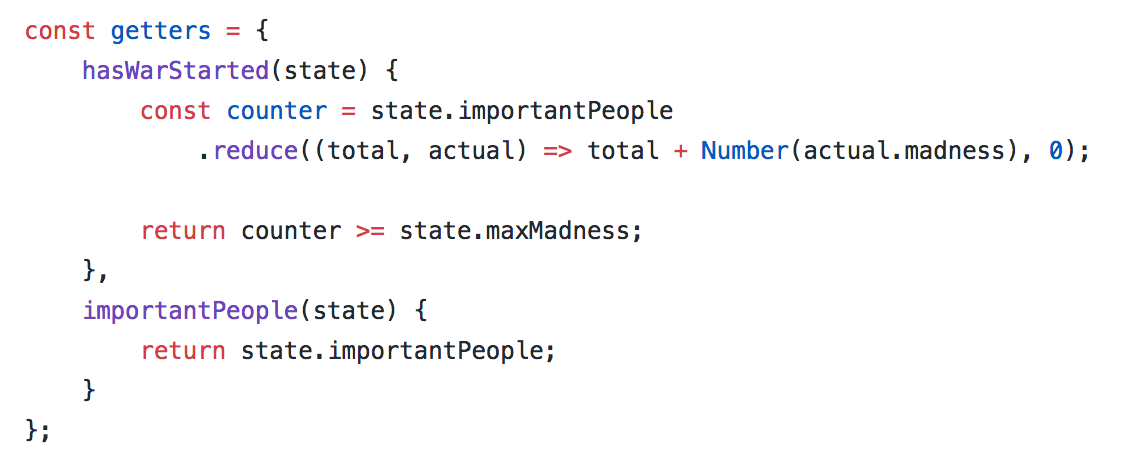 const getters = {
    hasWarStarted(state) {
        const counter = state.importantPeople
            .reduce((total, actual) => total + Number(actual.madness), 0);

        return counter >= state.maxMadness;
    },
    importantPeople(state) {
        return state.importantPeople;
    }
};